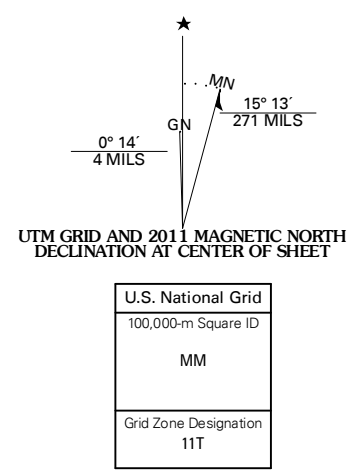 MN
GN
15° 13´
271 MILS
0° 14´
4 MILS
UTM GRID AND 2011 MAGNETIC NORTH
DECLINATION AT CENTER OF SHEET
U.S. National Grid
100,000-m Square ID
MM
Grid Zone Designation
11T